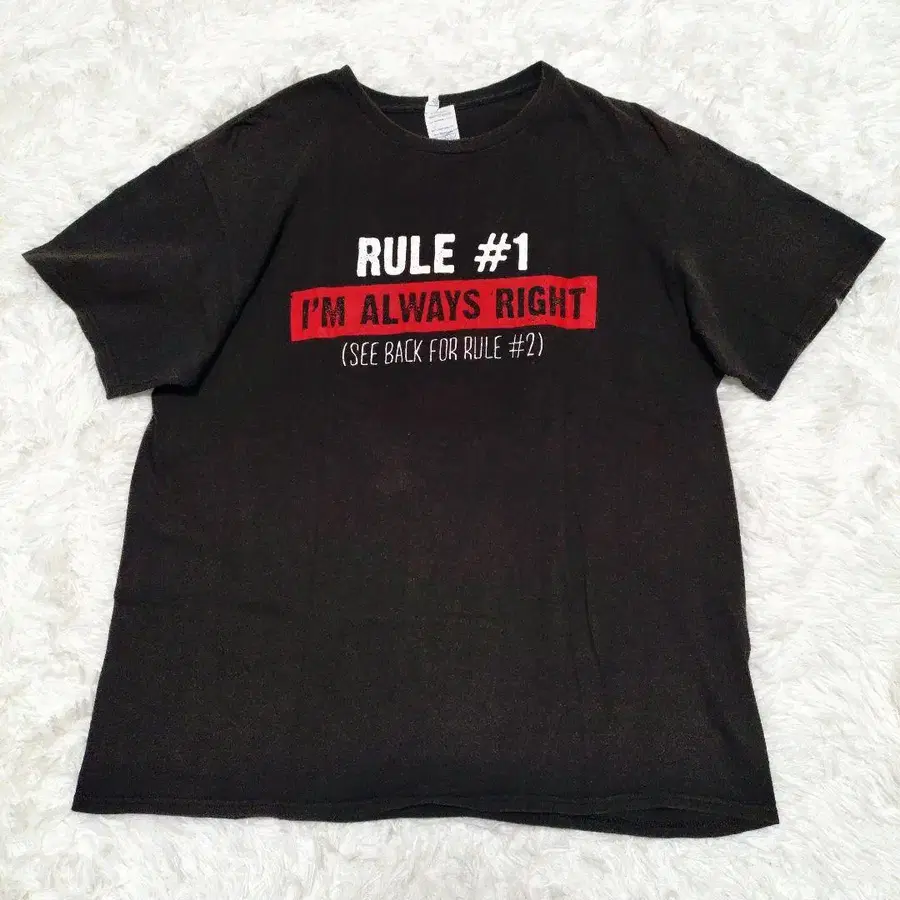 RULE #1
I'M ALWAYS RIGHT
(SEE BACK FOR RULE #2)